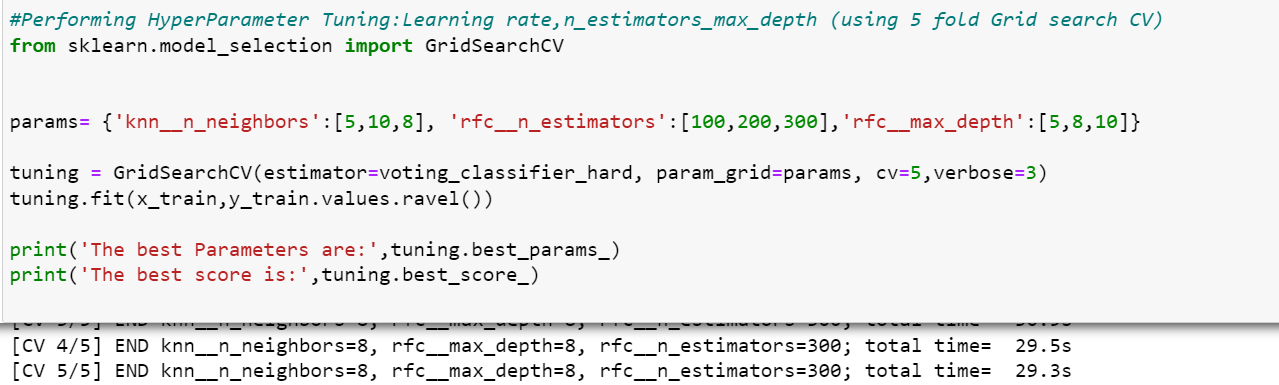 #Performing HyperParameter Tuning:Learning rate,n_estimators_max_depth (using 5 fold Grid search CV)
from sklearn.model_selection import GridSearchCV
params= {'knn__n_neighbors':[5,10,8], 'rfc__n_estimators':[100,200,300],'rfc__max_depth':[5,8,10]}
tuning = GridSearchCV(estimator=voting_classifier_hard, param_grid=params, cv=5,verbose=3)
tuning.fit(x_train,y_train.values.ravel())
print('The best Parameters are:',tuning.best_params_)
print('The best score is:',tuning.best_score_)
[CV 4/5] END knn__n_neighbors=8, rfc__max_depth=8, rfc__n_estimators=300; total time=  29.5s
[CV 5/5] END knn__n_neighbors=8, rfc__max_depth=8, rfc__n_estimators=300; total time=  29.3s